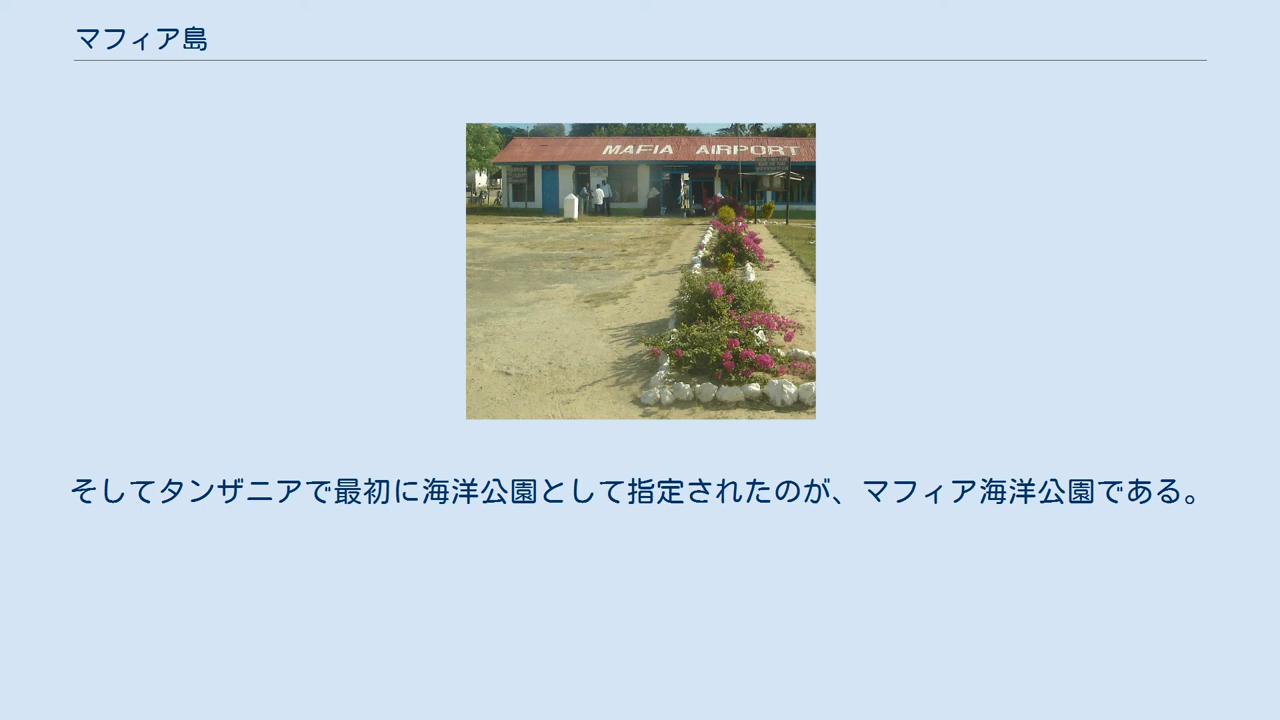 マフィア島
MAFIA AIRPORT
そしてタンザニアで最初に海洋公園として指定されたのが、マフィア海洋公園である。